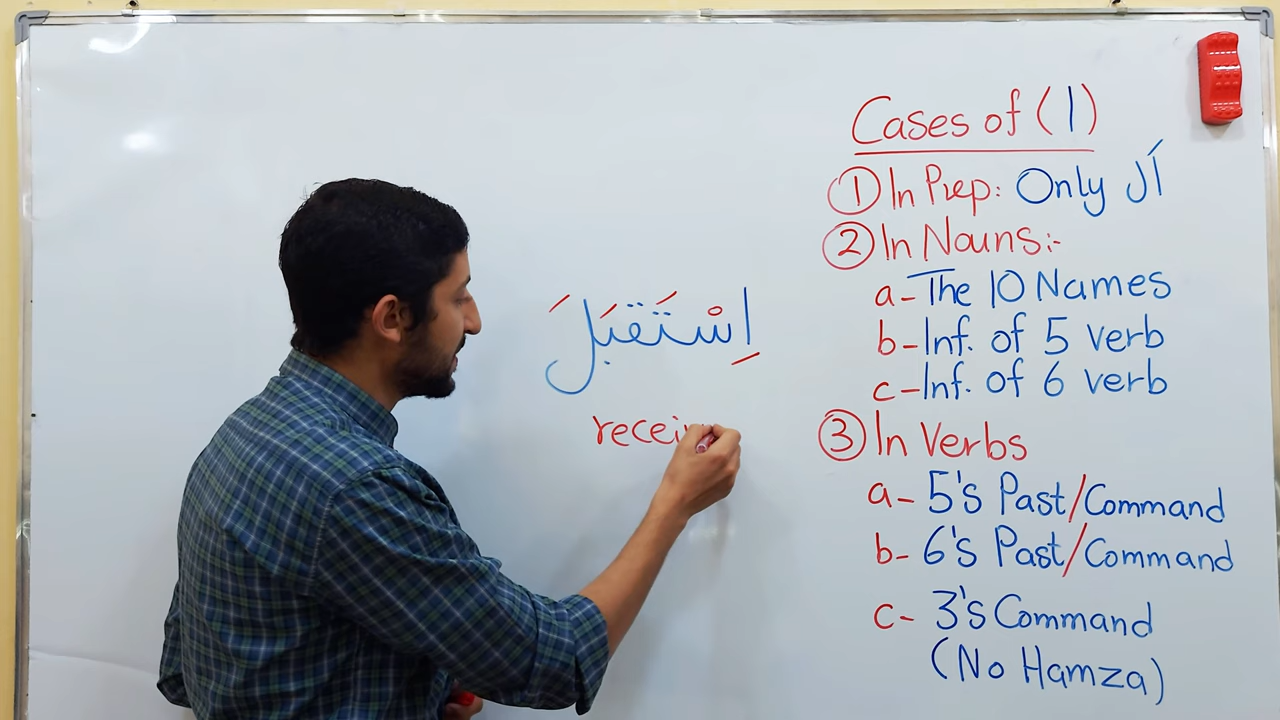 Cases of (ا)
① In Prep: Only اَل
② In Nouns:-
a- The 10 Names
b- Inf. of 5 verb
c- Inf. of 6 verb
③ In Verbs
a- 5's Past/Command
b- 6's Past/Command
c- 3's Command
(No Hamza)
اِسْتَقبَلَ
recei